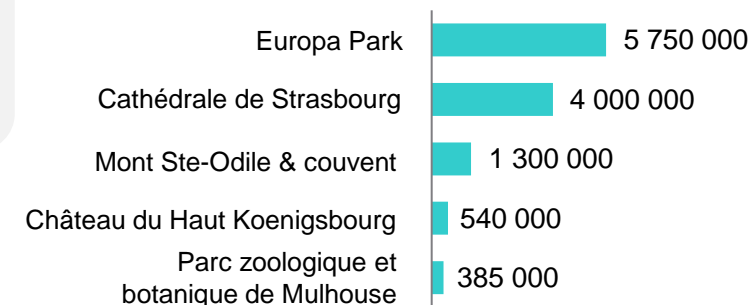 Europa Park 5 750 000
Cathédrale de Strasbourg 4 000 000
Mont Ste-Odile & couvent 1 300 000
Château du Haut Koenigsbourg 540 000
Parc zoologique et
botanique de Mulhouse 385 000